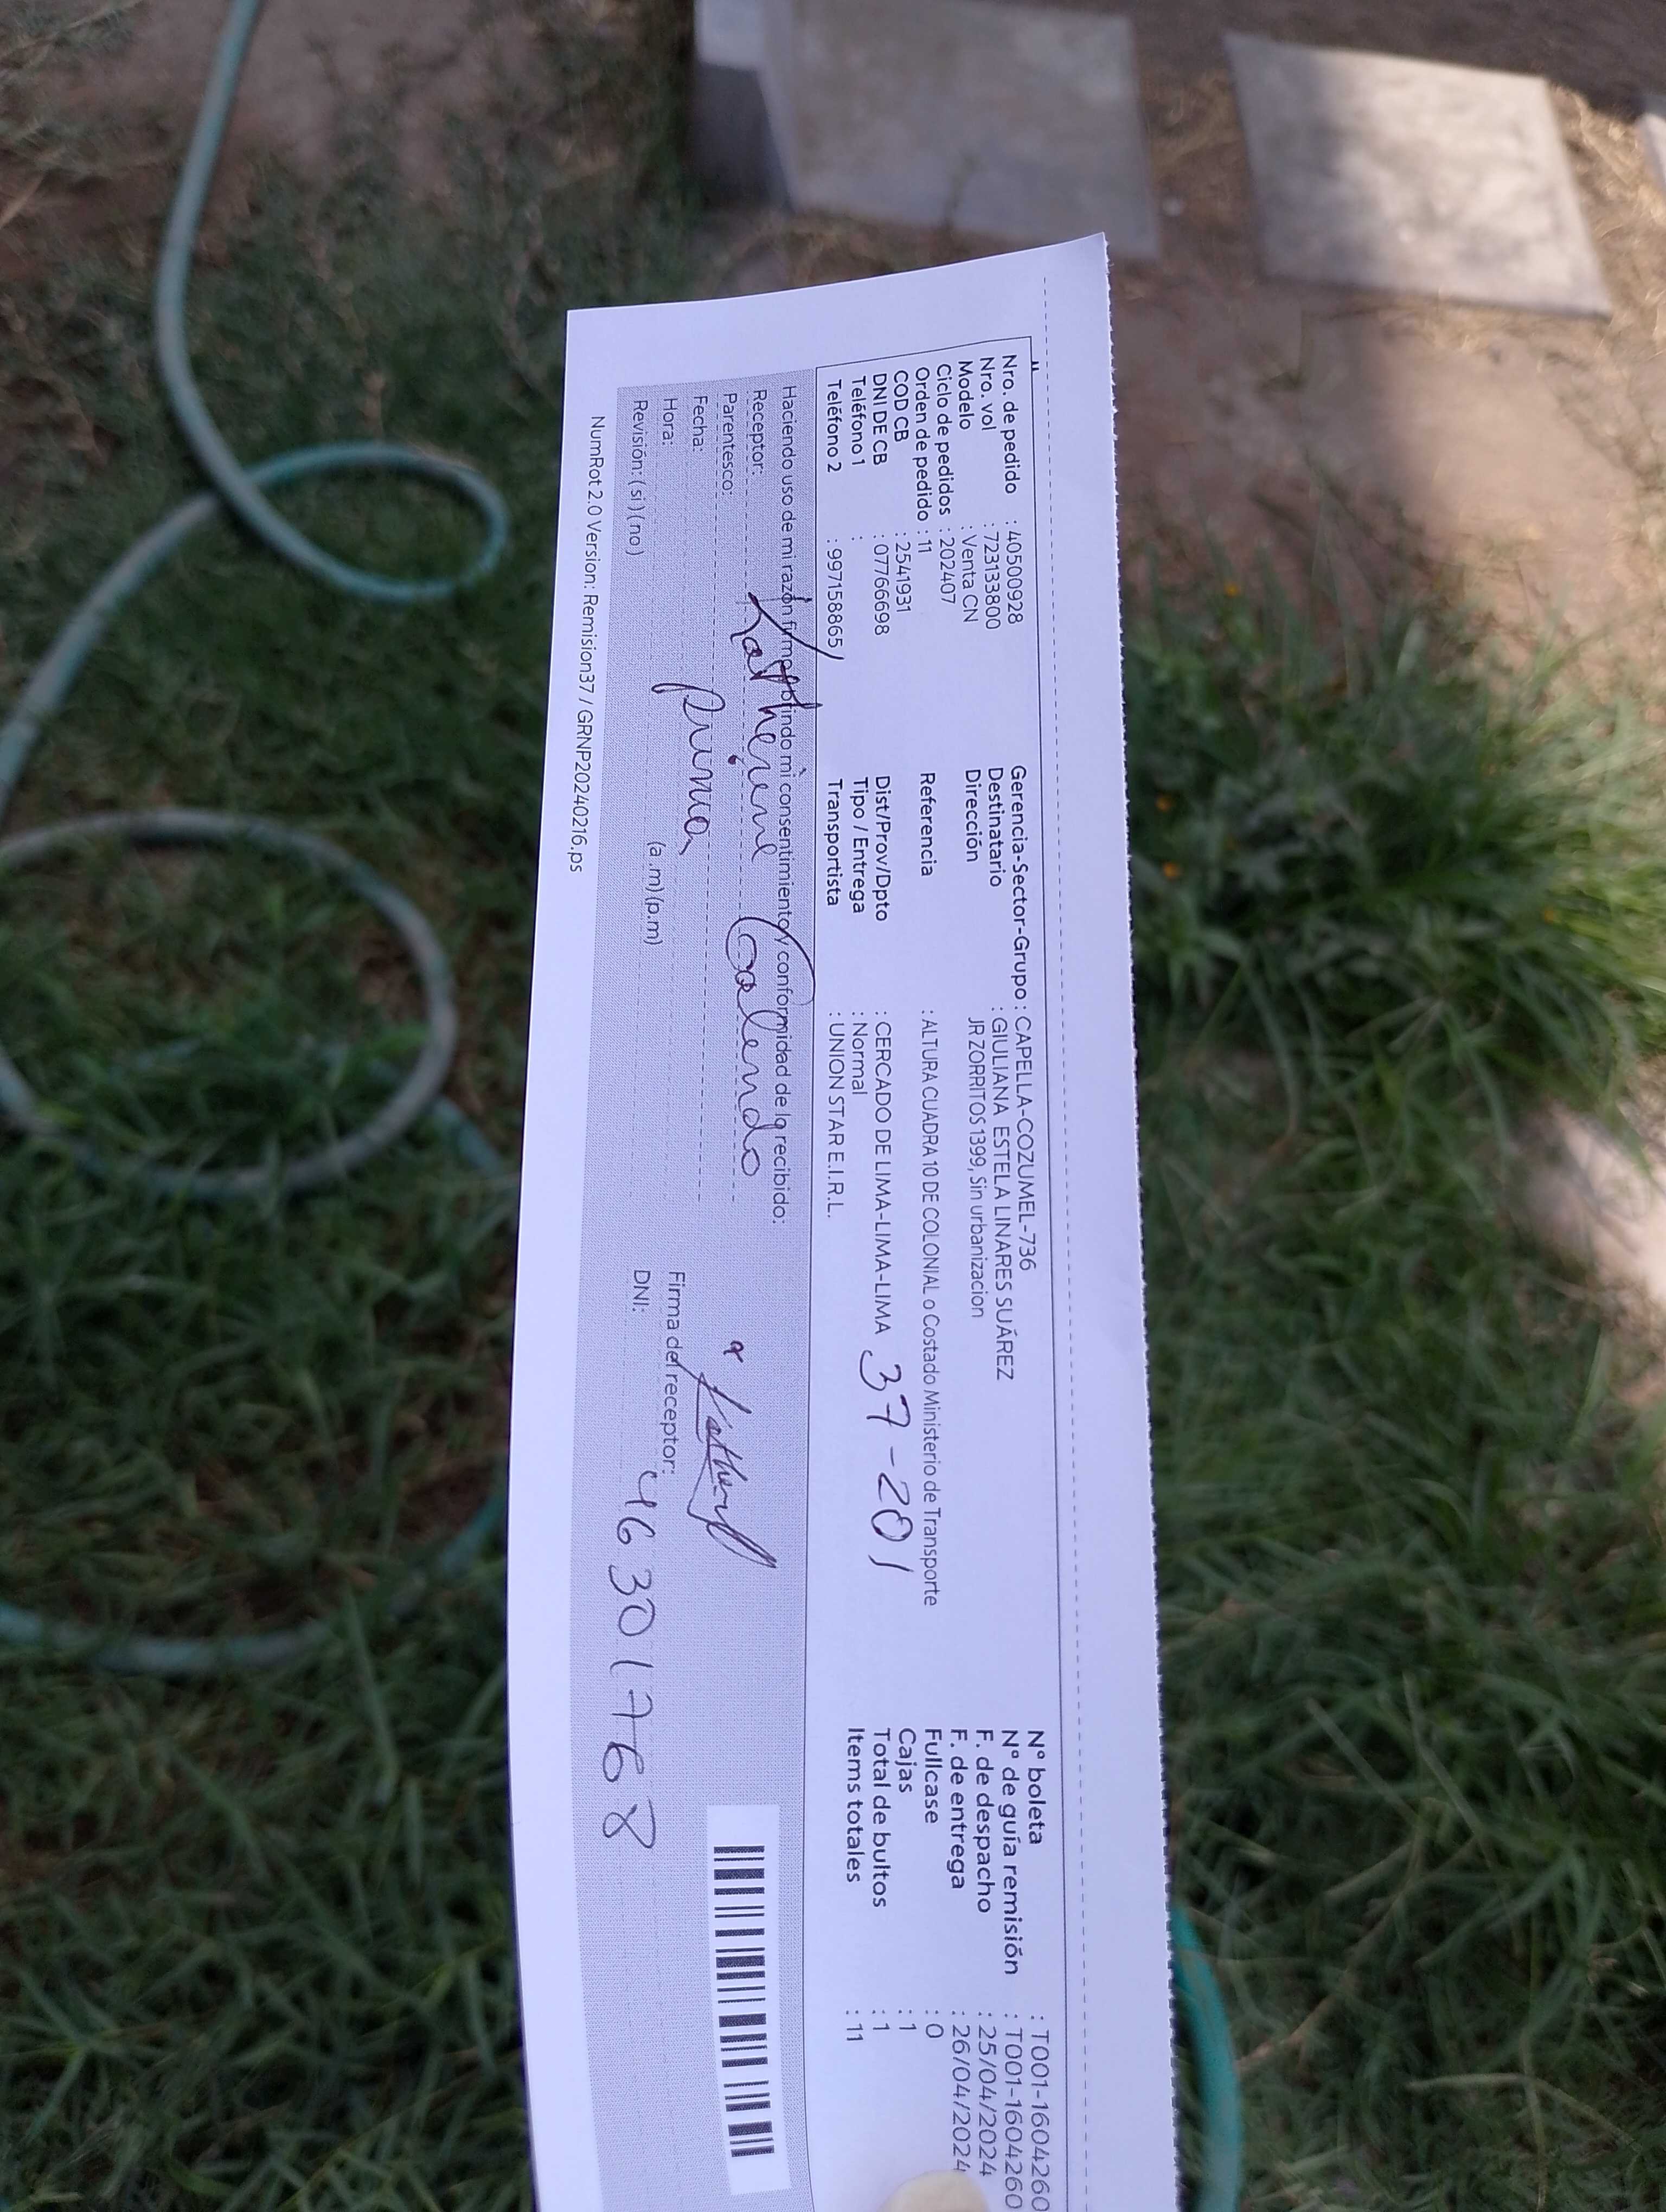 Nro. de pedido : 40500928
Nro. vol : 723133800
Modelo : Venta CN
Ciclo de pedidos : 202407
Orden de pedido : 11
COD CB : 2541931
DNI DE CB : 07766698
Teléfono 1 :
Teléfono 2 : 997158865
Gerencia-Sector-Grupo : CAPELLA-COZUMEL-736
Destinatario : GIULIANA ESTELA LINARES SUÁREZ
Dirección JR ZORRITOS 1399, Sin urbanizacion
Referencia : ALTURA CUADRA 10 DE COLONIAL o Costado Ministerio de Transporte
Dist/Prov/Dpto : CERCADO DE LIMA-LIMA-LIMA 37-201
Tipo / Entrega : Normal
Transportista : UNION STAR E.I.R.L.
N° boleta : T001-1604260
N° de guía remisión : T001-1604260
F. de despacho : 25/04/2024
F. de entrega : 26/04/2024
Fullcase : 0
Cajas : 1
Total de bultos : 1
Items totales : 11
Haciendo uso de mi razón firmo brindo mi consentimiento y conformidad de lo recibido:
Receptor: Katherine Galendo
Parentesco: prima
Fecha:
Hora: (a.m) (p.m)
Revisión: (si) (no)
Firma del receptor:
DNI: 46301768
NumRot 2.0 Version: Remision37 / GRNP20240216.ps